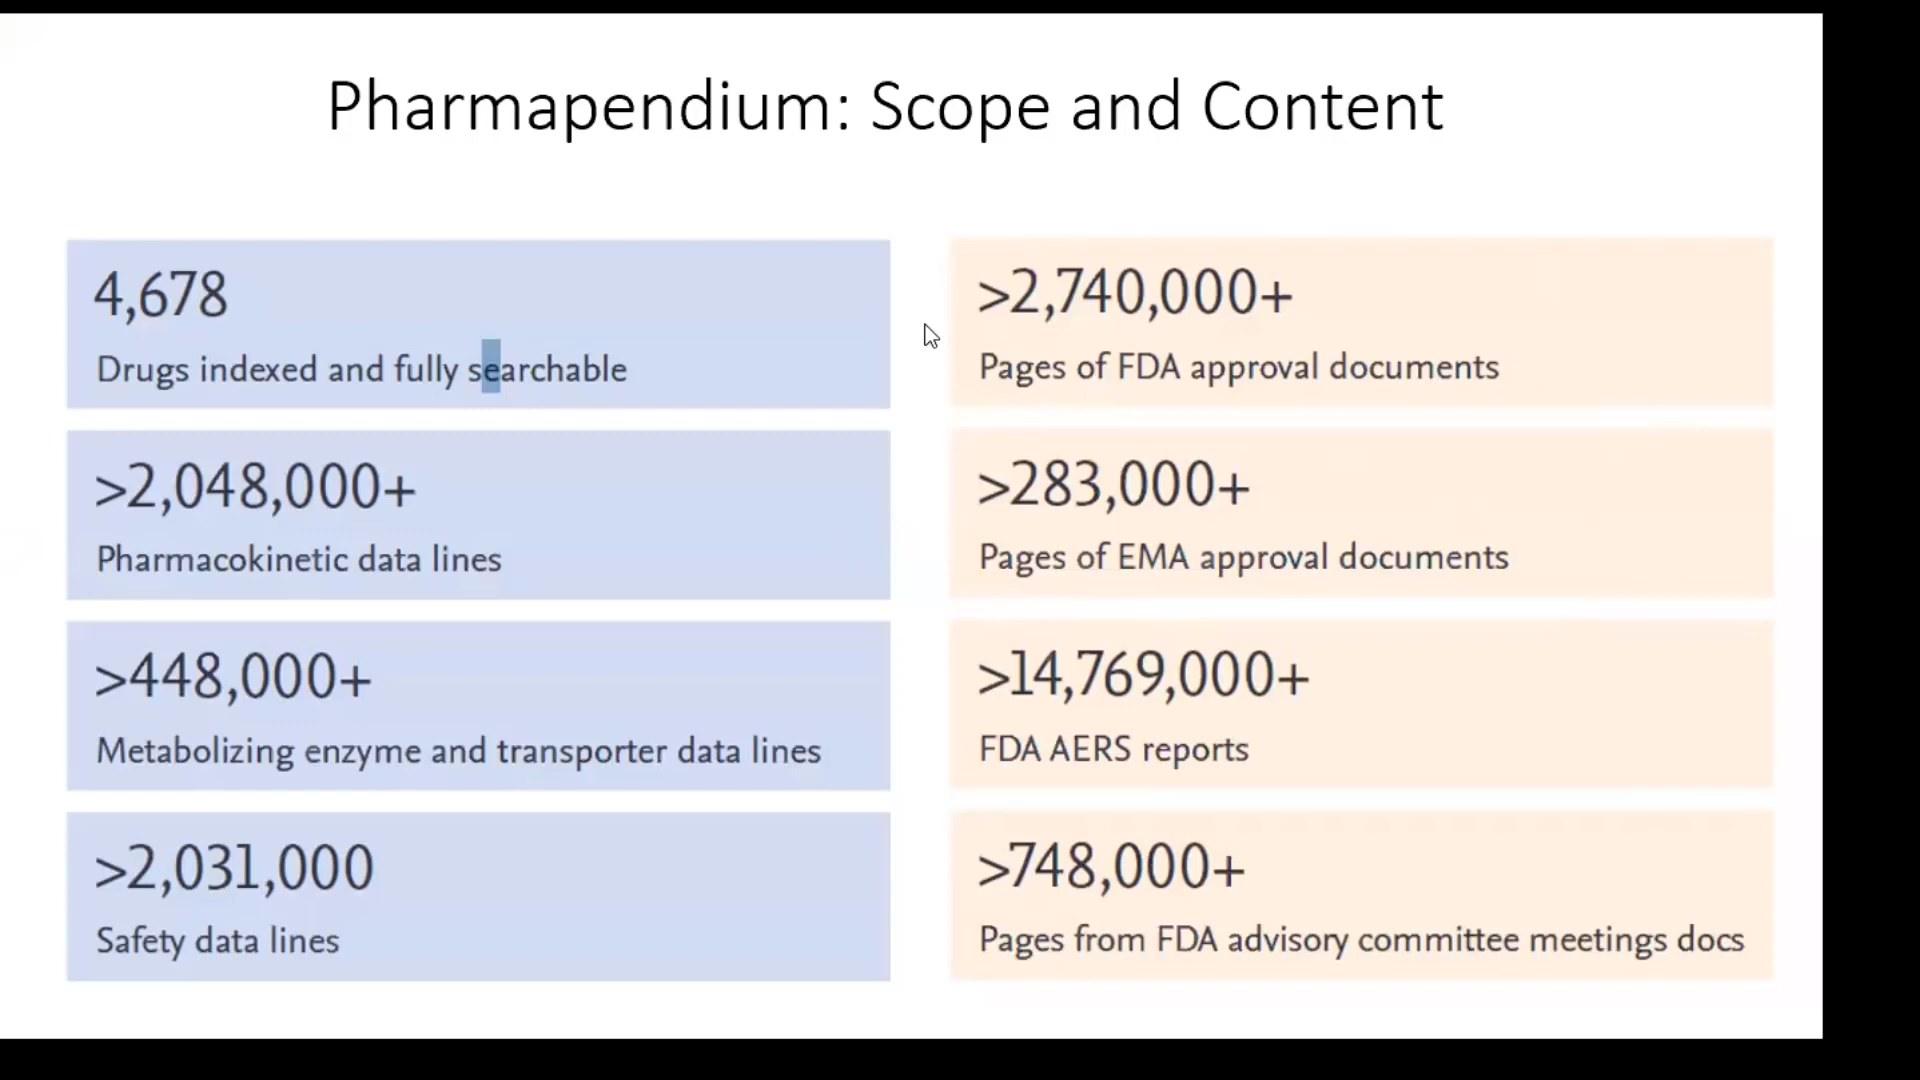 Pharmapendium: Scope and Content
4,678
Drugs indexed and fully searchable
>2,048,000+
Pharmacokinetic data lines
>448,000+
Metabolizing enzyme and transporter data lines
>2,031,000
Safety data lines
>2,740,000+
Pages of FDA approval documents
>283,000+
Pages of EMA approval documents
>14,769,000+
FDA AERS reports
>748,000+
Pages from FDA advisory committee meetings docs